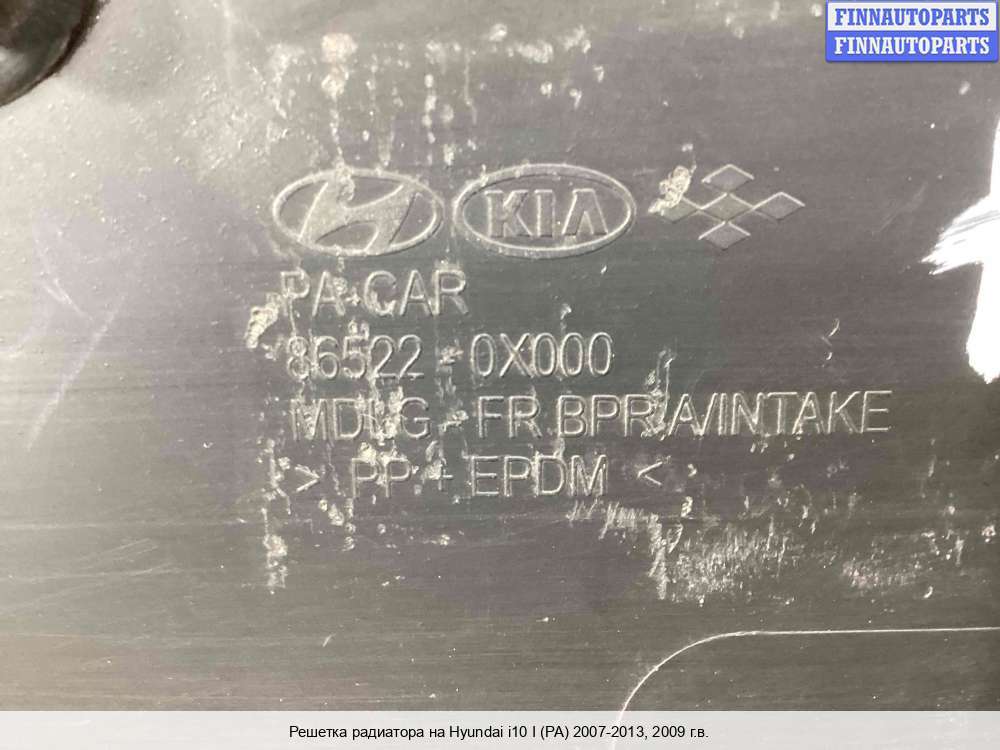 FINNAUTOPARTS
FINNAUTOPARTS
KIA
PA-CAR
86522-0X000
MDLG-FR.BPR A/INTAKE
> PP+EPDM <
Решетка радиатора на Hyundai i10 I (PA) 2007-2013, 2009 г.в.